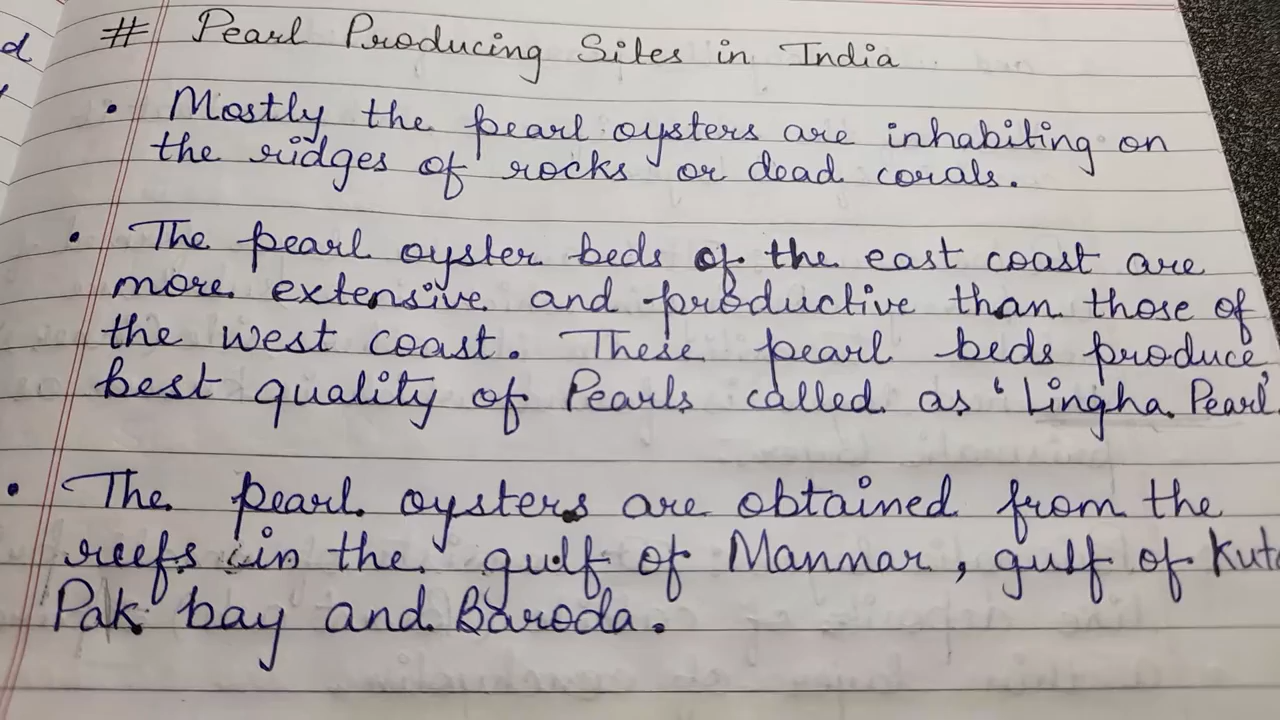 # Pearl Producing Sites in India
• Mostly the pearl oysters are inhabiting on
the ridges of rocks or dead corals.
• The pearl oyster beds of the east coast are
more extensive and productive than those of
the west coast. These pearl beds produce
best quality of Pearls called as 'Lingha Pearl'
• The pearl oysters are obtained from the
reefs in the gulf of Mannar, gulf of Kut
Pak bay and Baroda.
d